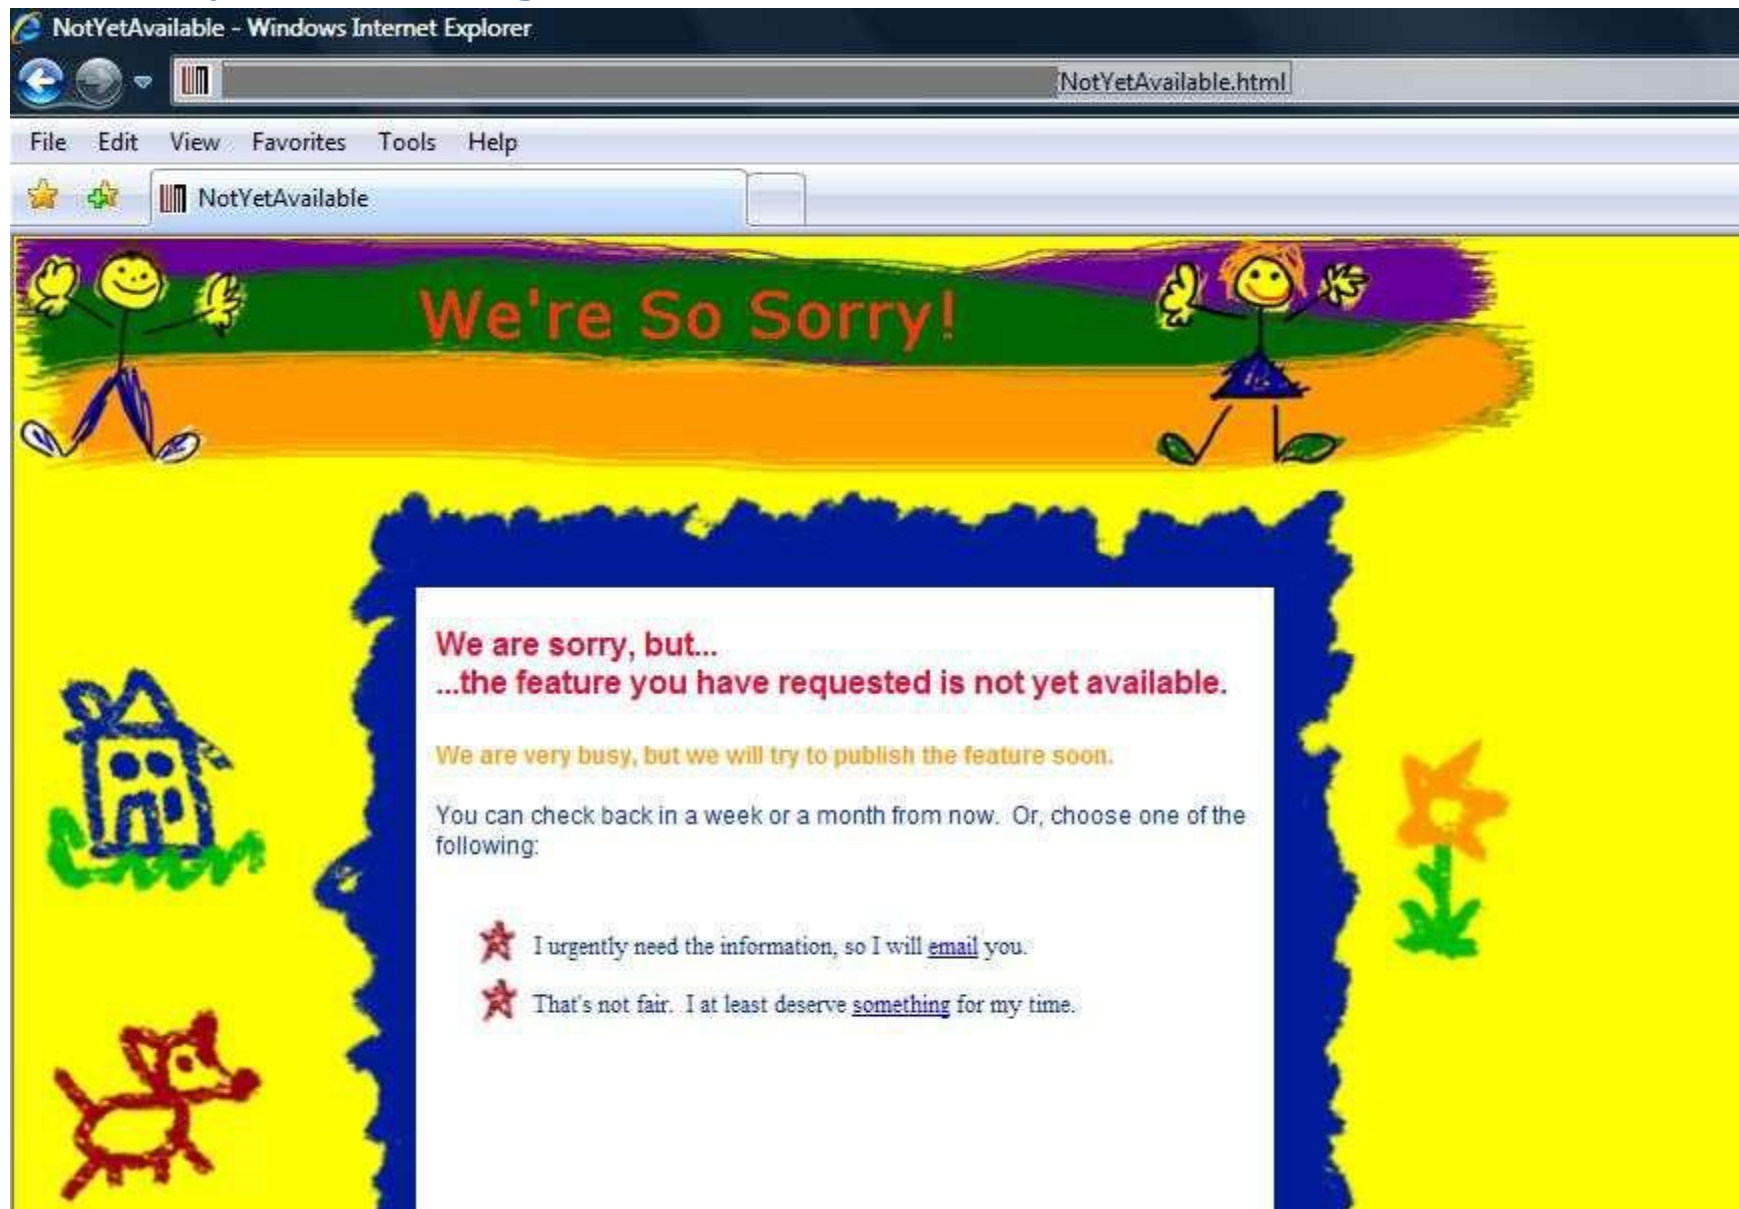 NotYetAvailable - Windows Internet Explorer
/NotYetAvailable.html
File Edit View Favorites Tools Help
NotYetAvailable
We're So Sorry!
We are sorry, but...
...the feature you have requested is not yet available.
We are very busy, but we will try to publish the feature soon.
You can check back in a week or a month from now. Or, choose one of the
following:
I urgently need the information, so I will email you.
That's not fair. I at least deserve something for my time.